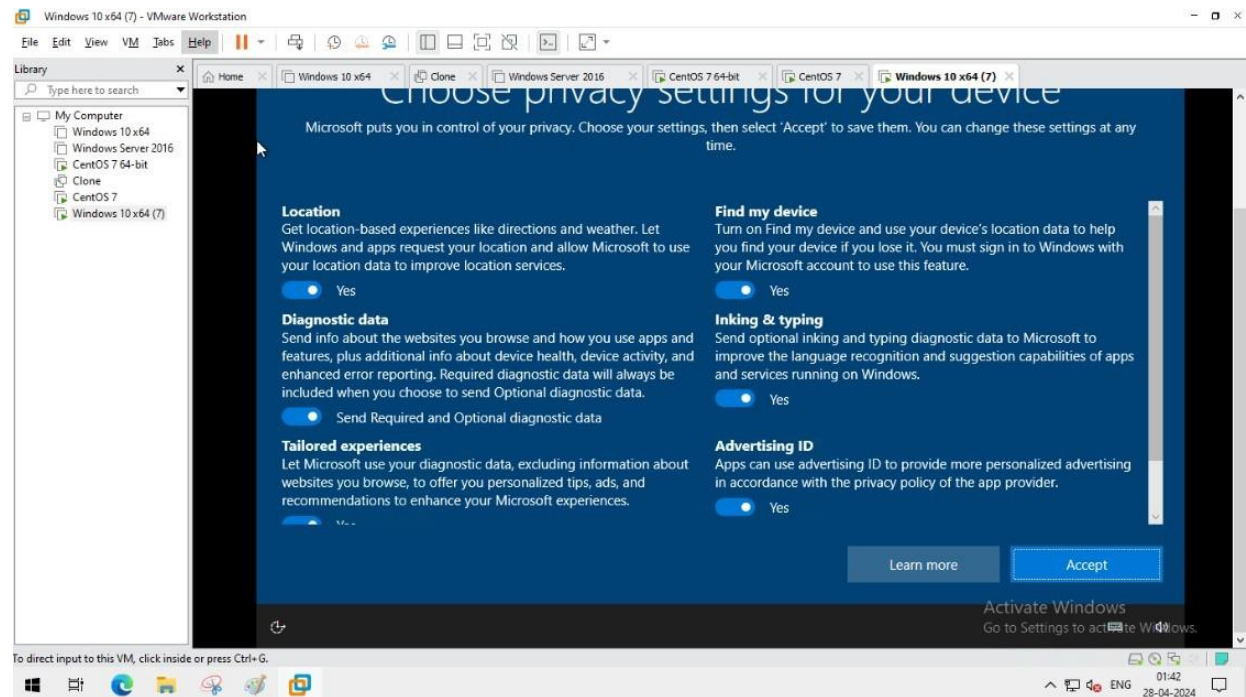 Windows 10 x64 (7) - VMware Workstation
File Edit View VM Tabs Help
Library
Type here to search
My Computer
Windows 10 x64
Windows Server 2016
CentOS 7 64-bit
Clone
CentOS 7
Windows 10 x64 (7)
Home Windows 10 x64 Clone Windows Server 2016 CentOS 7 64-bit CentOS 7 Windows 10 x64 (7)
Choose privacy settings for your device
Microsoft puts you in control of your privacy. Choose your settings, then select 'Accept' to save them. You can change these settings at any
time.
Location
Get location-based experiences like directions and weather. Let
Windows and apps request your location and allow Microsoft to use
your location data to improve location services.
Yes
Find my device
Turn on Find my device and use your device's location data to help
you find your device if you lose it. You must sign in to Windows with
your Microsoft account to use this feature.
Yes
Diagnostic data
Send info about the websites you browse and how you use apps and
features, plus additional info about device health, device activity, and
enhanced error reporting. Required diagnostic data will always be
included when you choose to send Optional diagnostic data.
Send Required and Optional diagnostic data
Inking & typing
Send optional inking and typing diagnostic data to Microsoft to
improve the language recognition and suggestion capabilities of apps
and services running on Windows.
Yes
Tailored experiences
Let Microsoft use your diagnostic data, excluding information about
websites you browse, to offer you personalized tips, ads, and
recommendations to enhance your Microsoft experiences.
Yes
Advertising ID
Apps can use advertising ID to provide more personalized advertising
in accordance with the privacy policy of the app provider.
Yes
Learn more Accept
Activate Windows
Go to Settings to activate Windows.
To direct input to this VM, click inside or press Ctrl+G.
ENG
01:42
28-04-2024